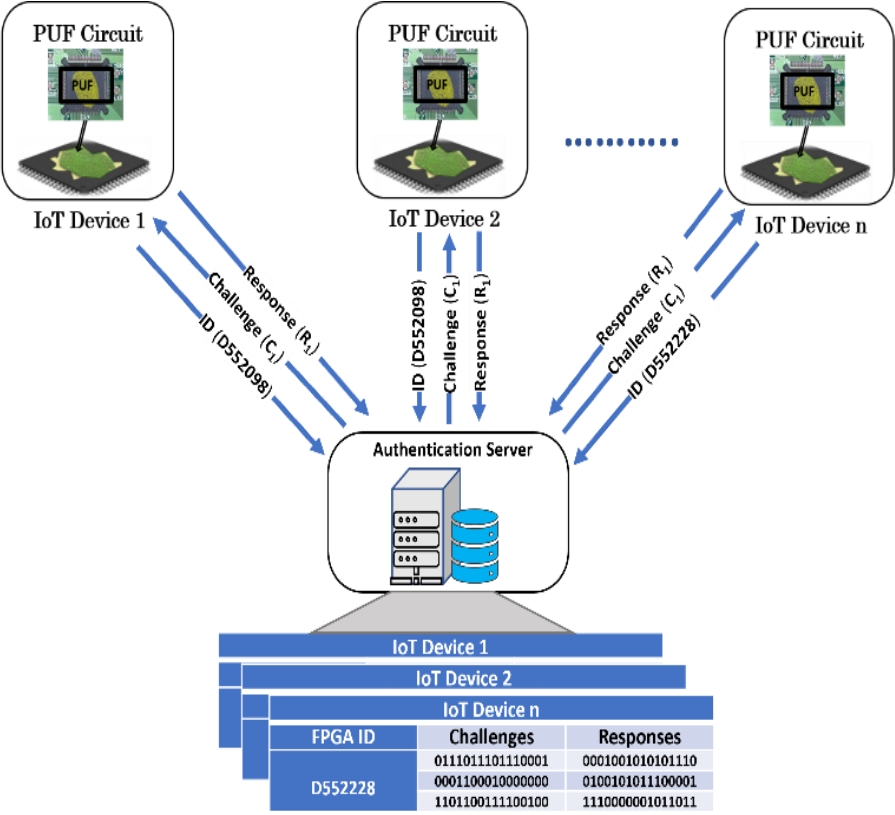 PUF Circuit
PUF
IoT Device 1
PUF Circuit
PUF
IoT Device 2
PUF Circuit
PUF
IoT Device n
Response (R1)
Challenge (C1)
ID (D552098)
ID (D552098)
Challenge (C1)
Response (R1)
Response (R1)
Challenge (C1)
ID (D552228)
Authentication Server
IoT Device 1
IoT Device 2
IoT Device n
FPGA ID Challenges Responses
0111011101110001 0001001010101110
D552228 0001100010000000 0100101011100001
1101100111100100 1110000001011011